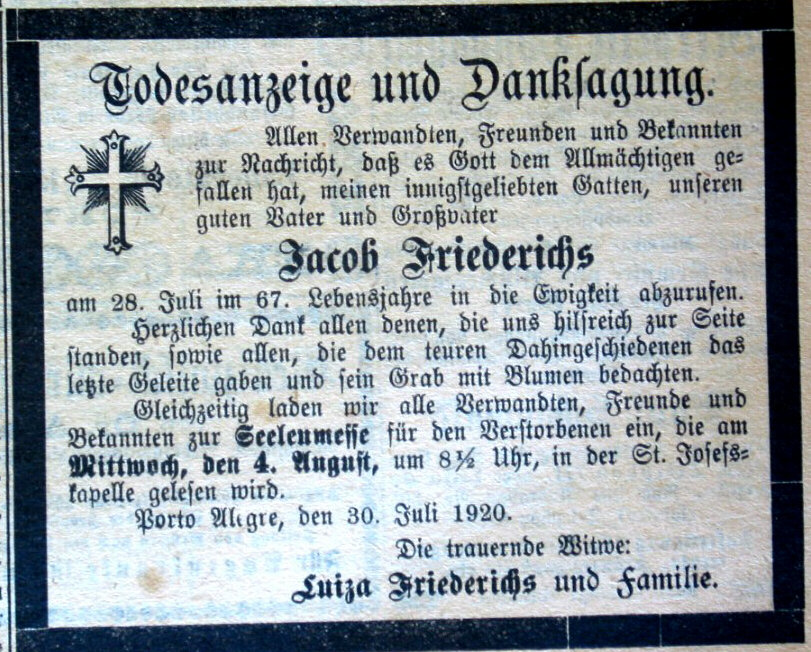 Todesanzeige und Danksagung.
Allen Verwandten, Freunden und Bekannten
zur Nachricht, daß es Gott dem Allmächtigen ge-
fallen hat, meinen innigstgeliebten Gatten, unseren
guten Vater und Großvater
Jacob Friederichs
am 28. Juli im 67. Lebensjahre in die Ewigkeit abzurufen.
Herzlichen Dank allen denen, die uns hilfreich zur Seite
standen, sowie allen, die dem teuren Dahingeschiedenen das
letzte Geleite gaben und sein Grab mit Blumen bedachten.
Gleichzeitig laden wir alle Verwandten, Freunde und
Bekannten zur Seelenmesse für den Verstorbenen ein, die am
Mittwoch, den 4. August, um 8½ Uhr, in der St. Josefs-
kapelle gelesen wird.
Porto Alegre, den 30. Juli 1920.
Die trauernde Witwe:
Luiza Friederichs und Familie.